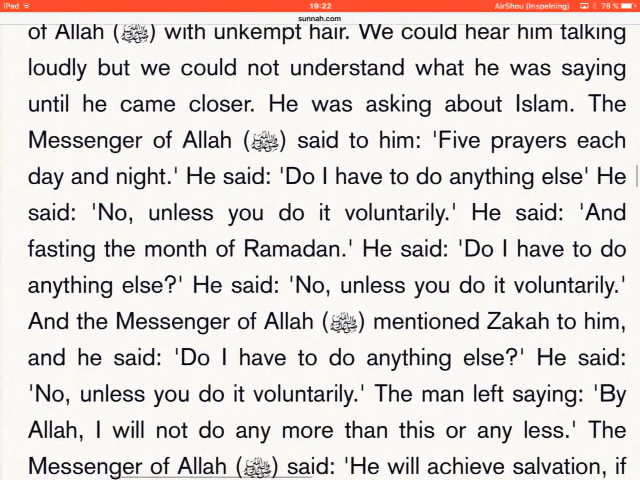 iPad 19:22 AirShou (Inspelning) 78 %
sunnah.com
of Allah (ﷺ) with unkempt hair. We could hear him talking
loudly but we could not understand what he was saying
until he came closer. He was asking about Islam. The
Messenger of Allah (ﷺ) said to him: 'Five prayers each
day and night.' He said: 'Do I have to do anything else' He
said: 'No, unless you do it voluntarily.' He said: 'And
fasting the month of Ramadan.' He said: 'Do I have to do
anything else?' He said: 'No, unless you do it voluntarily.'
And the Messenger of Allah (ﷺ) mentioned Zakah to him,
and he said: 'Do I have to do anything else?' He said:
'No, unless you do it voluntarily.' The man left saying: 'By
Allah, I will not do any more than this or any less.' The
Messenger of Allah (ﷺ) said: 'He will achieve salvation, if